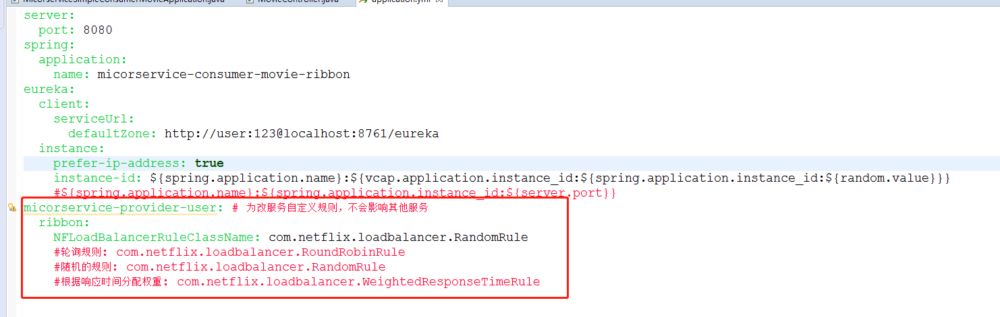 MicorserviceSimpleConsumerMovieApplication.java MovieController.java application.yml
server:
  port: 8080
spring:
  application:
    name: micorservice-consumer-movie-ribbon
eureka:
  client:
    serviceUrl:
      defaultZone: http://user:123@localhost:8761/eureka
  instance:
    prefer-ip-address: true
    instance-id: ${spring.application.name}:${vcap.application.instance_id:${spring.application.instance_id:${random.value}}}
    #${spring.application.name}:${spring.application.instance_id:${server.port}}
micorservice-provider-user: # 为改服务自定义规则，不会影响其他服务
  ribbon:
    NFLoadBalancerRuleClassName: com.netflix.loadbalancer.RandomRule
    #轮询规则: com.netflix.loadbalancer.RoundRobinRule
    #随机的规则: com.netflix.loadbalancer.RandomRule
    #根据响应时间分配权重: com.netflix.loadbalancer.WeightedResponseTimeRule